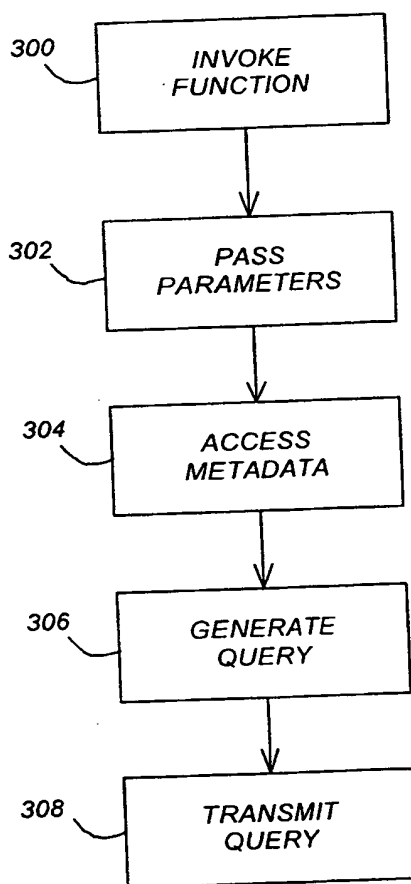 300
INVOKE
FUNCTION
302
PASS
PARAMETERS
304
ACCESS
METADATA
306
GENERATE
QUERY
308
TRANSMIT
QUERY